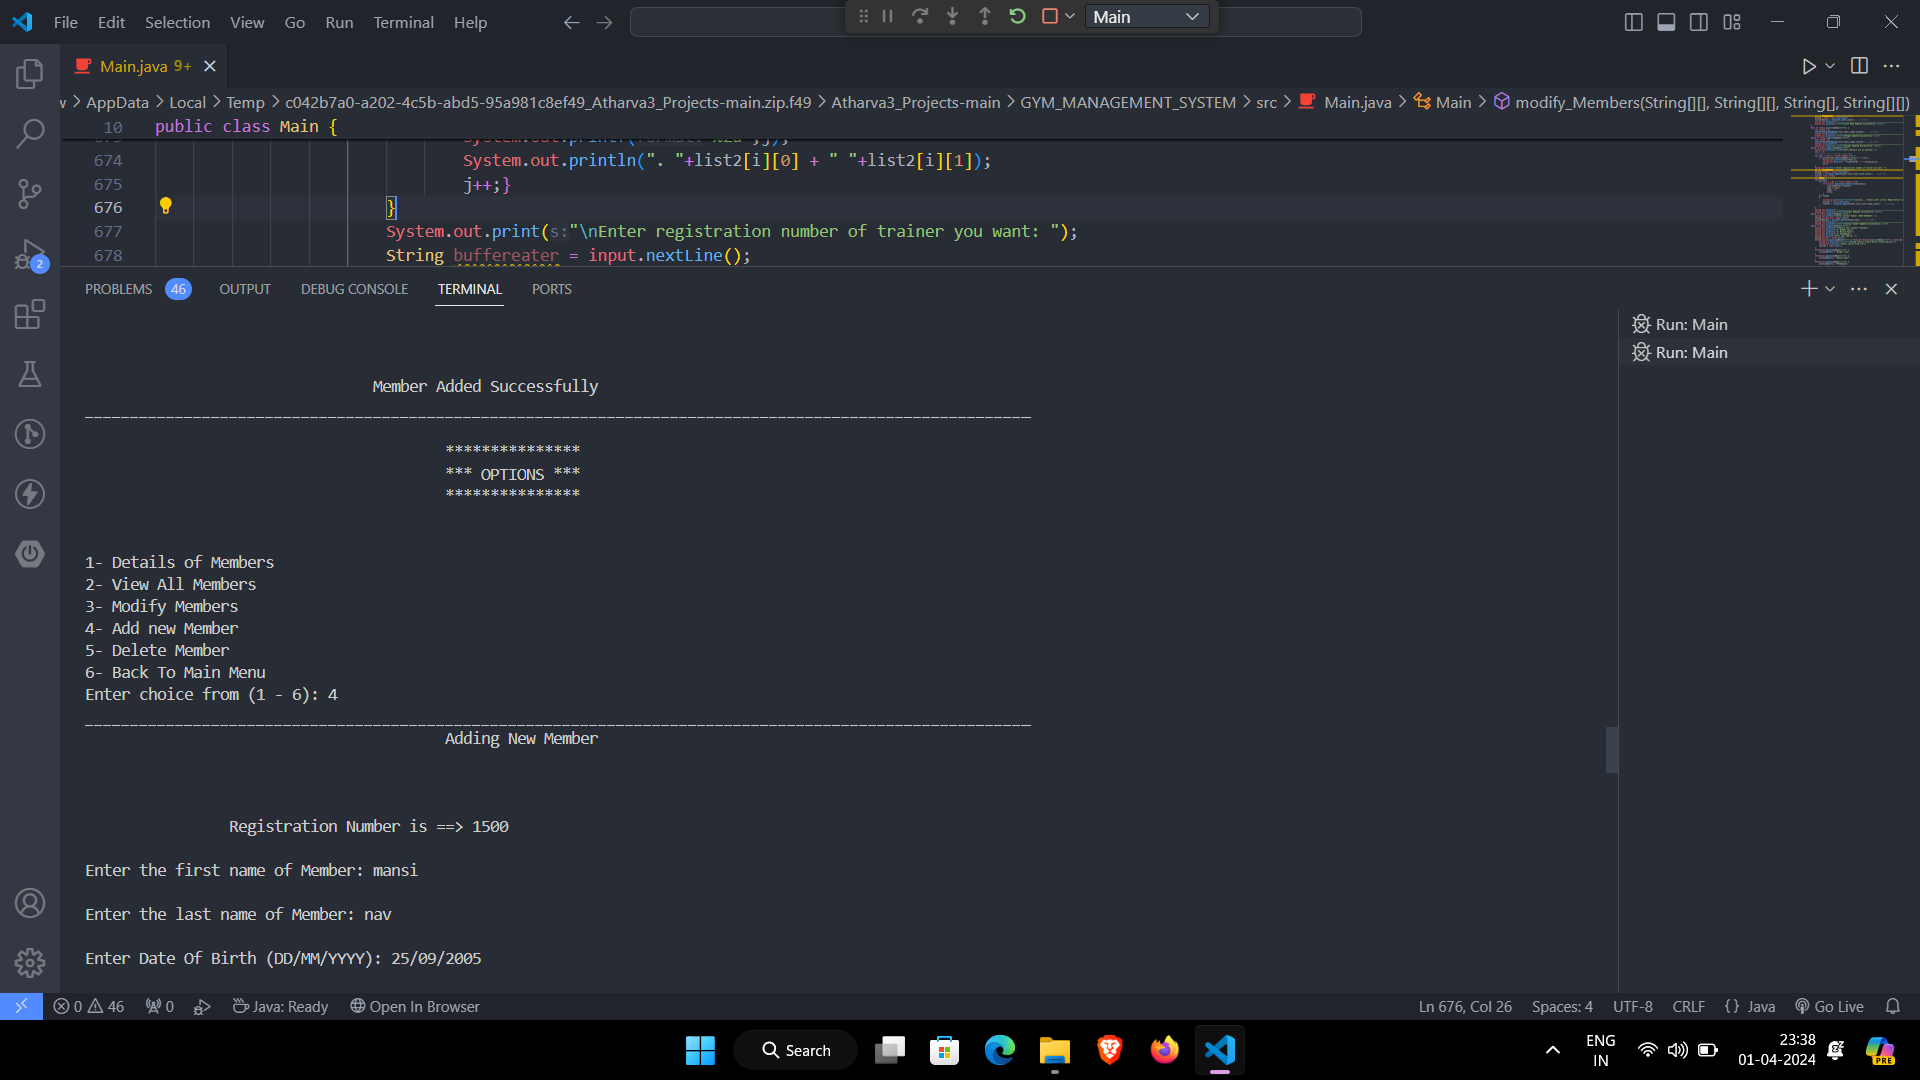 File Edit Selection View Go Run Terminal Help
Main
Main.java 9+
AppData > Local > Temp > c042b7a0-a202-4c5b-abd5-95a981c8ef49_Atharva3_Projects-main.zip.f49 > Atharva3_Projects-main > GYM_MANAGEMENT_SYSTEM > src > Main.java > Main > modify_Members(String[][], String[][], String[], String[][])
10 public class Main {
674 System.out.println(". "+list2[i][0] + " "+list2[i][1]);
675 j++;}
676 }
677 System.out.print(s:"\nEnter registration number of trainer you want: ");
678 String buffereater = input.nextLine();
PROBLEMS 46 OUTPUT DEBUG CONSOLE TERMINAL PORTS
Run: Main
Run: Main
Member Added Successfully
***************
*** OPTIONS ***
***************
1- Details of Members
2- View All Members
3- Modify Members
4- Add new Member
5- Delete Member
6- Back To Main Menu
Enter choice from (1 - 6): 4
Adding New Member
Registration Number is ==> 1500
Enter the first name of Member: mansi
Enter the last name of Member: nav
Enter Date Of Birth (DD/MM/YYYY): 25/09/2005
0 46 0 Java: Ready Open In Browser Ln 676, Col 26 Spaces: 4 UTF-8 CRLF {} Java Go Live
2
Search
ENG
IN
23:38
01-04-2024
PRE